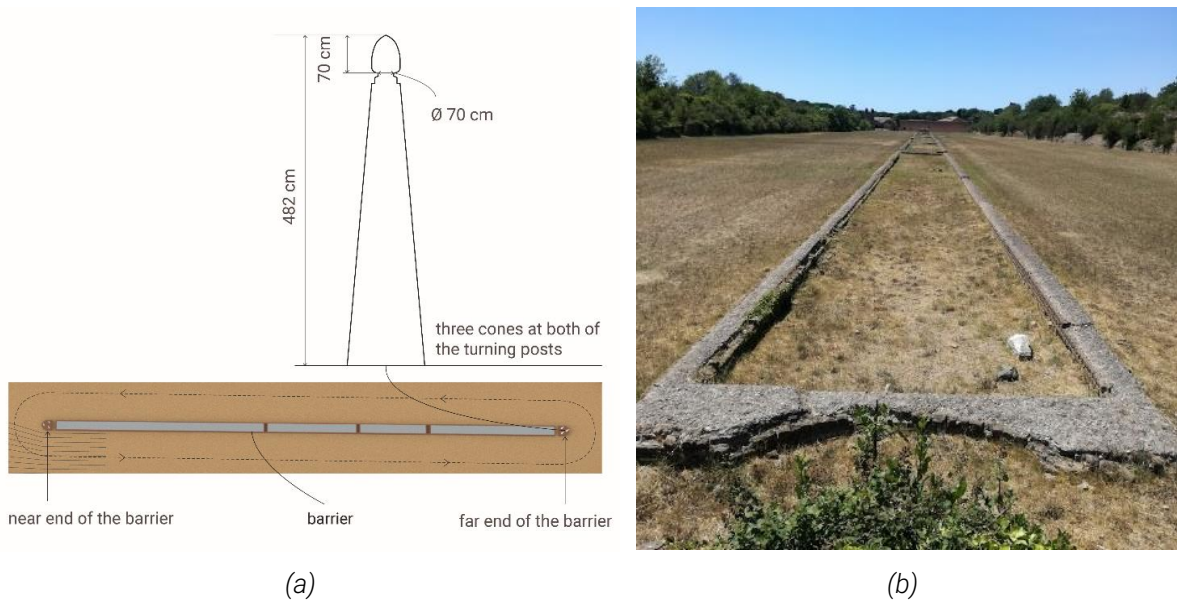 70 cm
Ø 70 cm
482 cm
three cones at both of
the turning posts
near end of the barrier
barrier
far end of the barrier
(a)
(b)